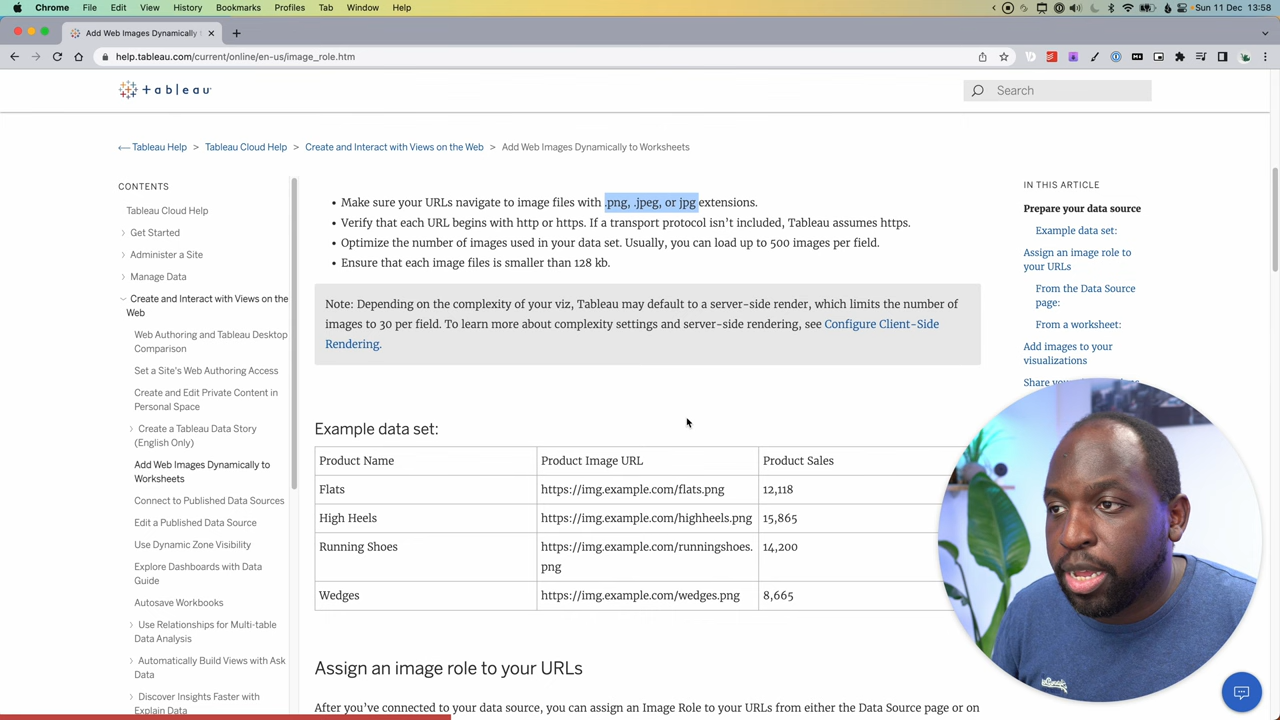 Chrome File Edit View History Bookmarks Profiles Tab Window Help
Sun 11 Dec 13:58
Add Web Images Dynamically
help.tableau.com/current/online/en-us/image_role.htm
+ a b l e a u
Search
Tableau Help > Tableau Cloud Help > Create and Interact with Views on the Web > Add Web Images Dynamically to Worksheets
CONTENTS
Tableau Cloud Help
Get Started
Administer a Site
Manage Data
Create and Interact with Views on the
Web
Web Authoring and Tableau Desktop
Comparison
Set a Site's Web Authoring Access
Create and Edit Private Content in
Personal Space
Create a Tableau Data Story
(English Only)
Add Web Images Dynamically to
Worksheets
Connect to Published Data Sources
Edit a Published Data Source
Use Dynamic Zone Visibility
Explore Dashboards with Data
Guide
Autosave Workbooks
Use Relationships for Multi-table
Data Analysis
Automatically Build Views with Ask
Data
Discover Insights Faster with
Explain Data
• Make sure your URLs navigate to image files with .png, .jpeg, or jpg extensions.
• Verify that each URL begins with http or https. If a transport protocol isn’t included, Tableau assumes https.
• Optimize the number of images used in your data set. Usually, you can load up to 500 images per field.
• Ensure that each image files is smaller than 128 kb.
Note: Depending on the complexity of your viz, Tableau may default to a server-side render, which limits the number of
images to 30 per field. To learn more about complexity settings and server-side rendering, see Configure Client-Side
Rendering.
Example data set:
Product Name Product Image URL Product Sales
Flats https://img.example.com/flats.png 12,118
High Heels https://img.example.com/highheels.png 15,865
Running Shoes https://img.example.com/runningshoes. 14,200
png
Wedges https://img.example.com/wedges.png 8,665
Assign an image role to your URLs
After you’ve connected to your data source, you can assign an Image Role to your URLs from either the Data Source page or on
IN THIS ARTICLE
Prepare your data source
Example data set:
Assign an image role to
your URLs
From the Data Source
page:
From a worksheet:
Add images to your
visualizations
Share